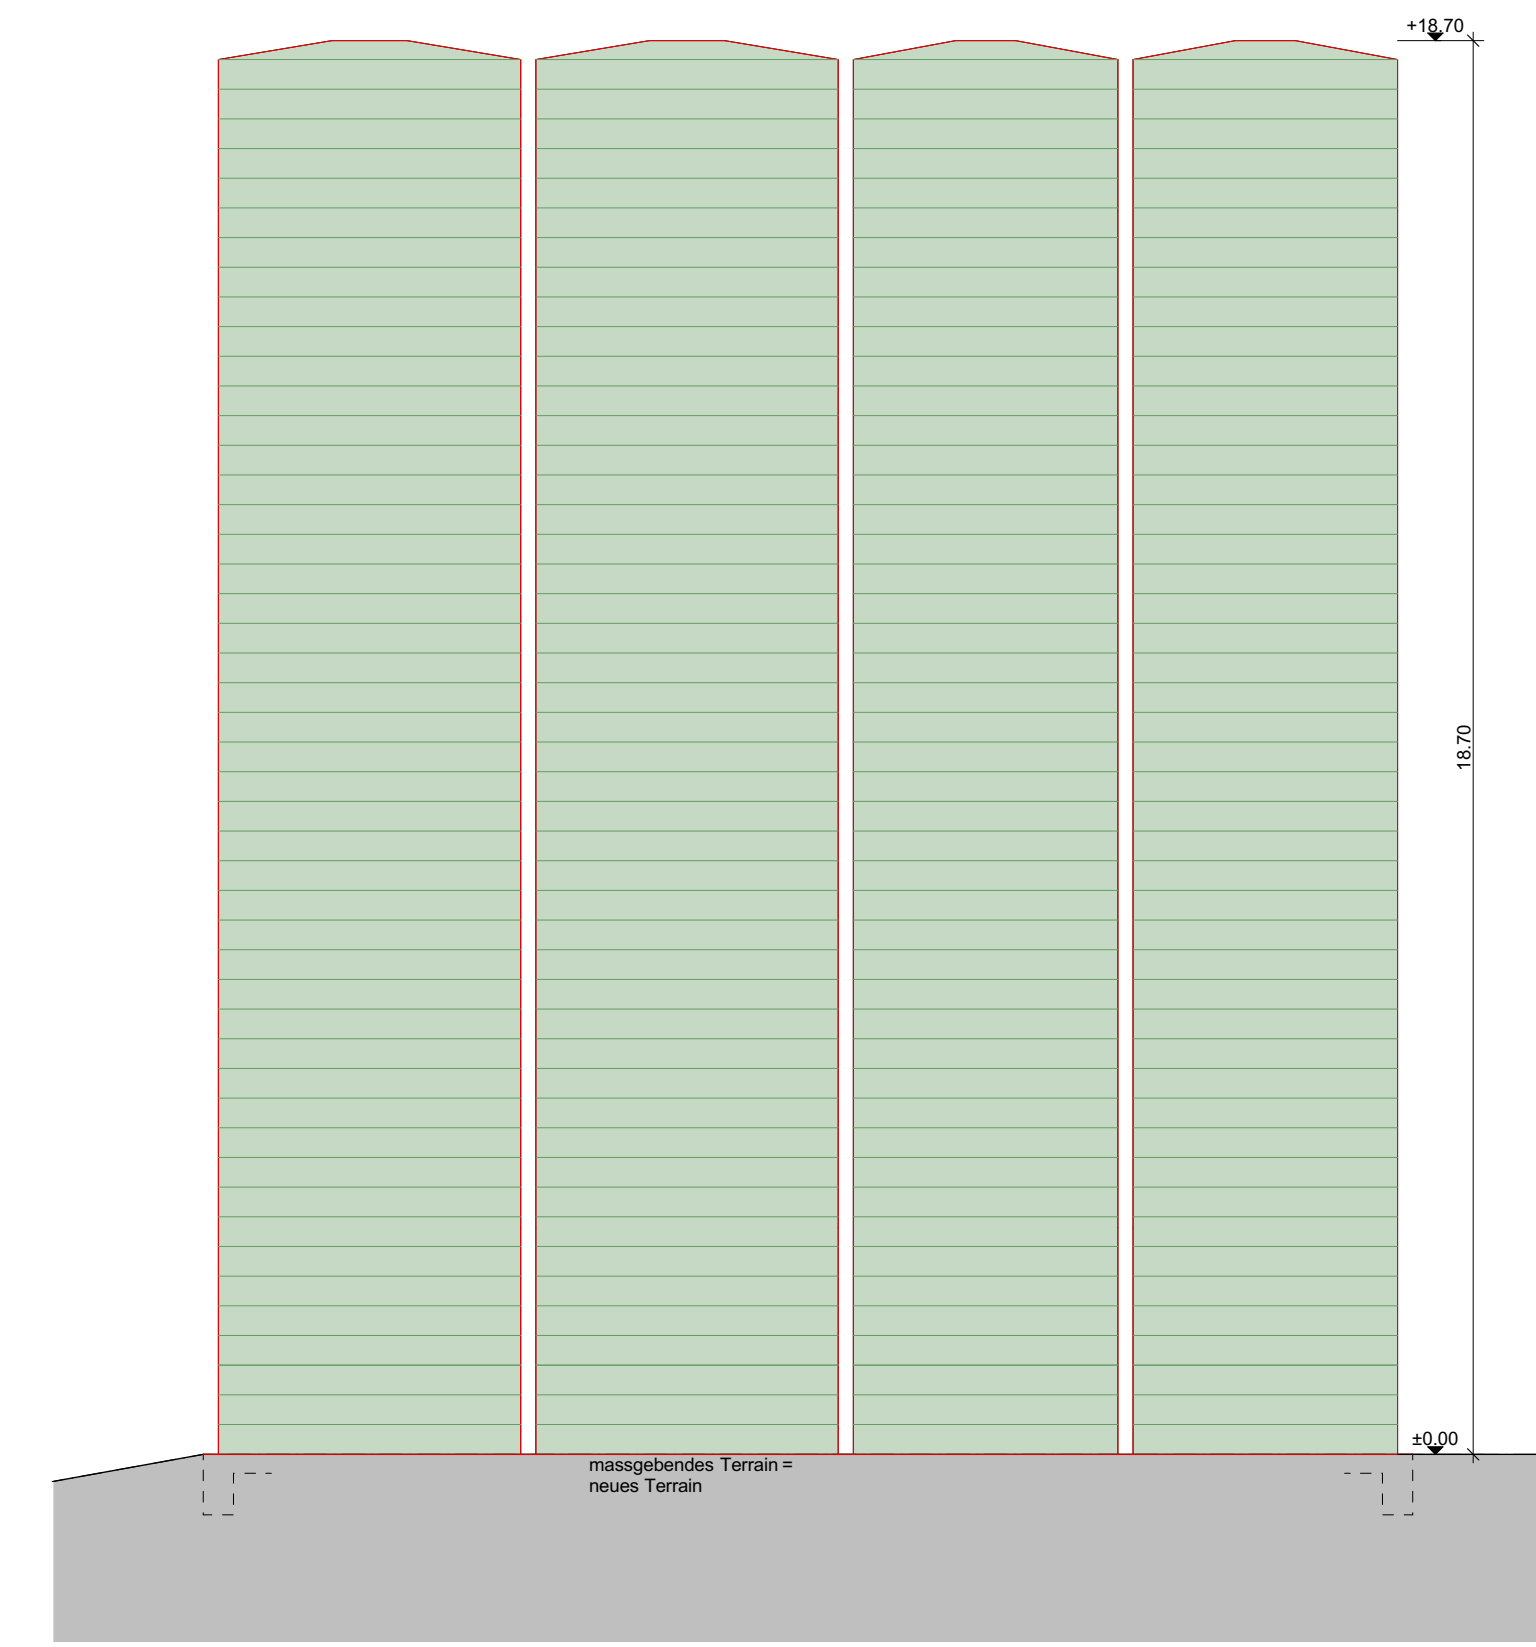 +18.70
18.70
±0.00
massgebendes Terrain =
neues Terrain